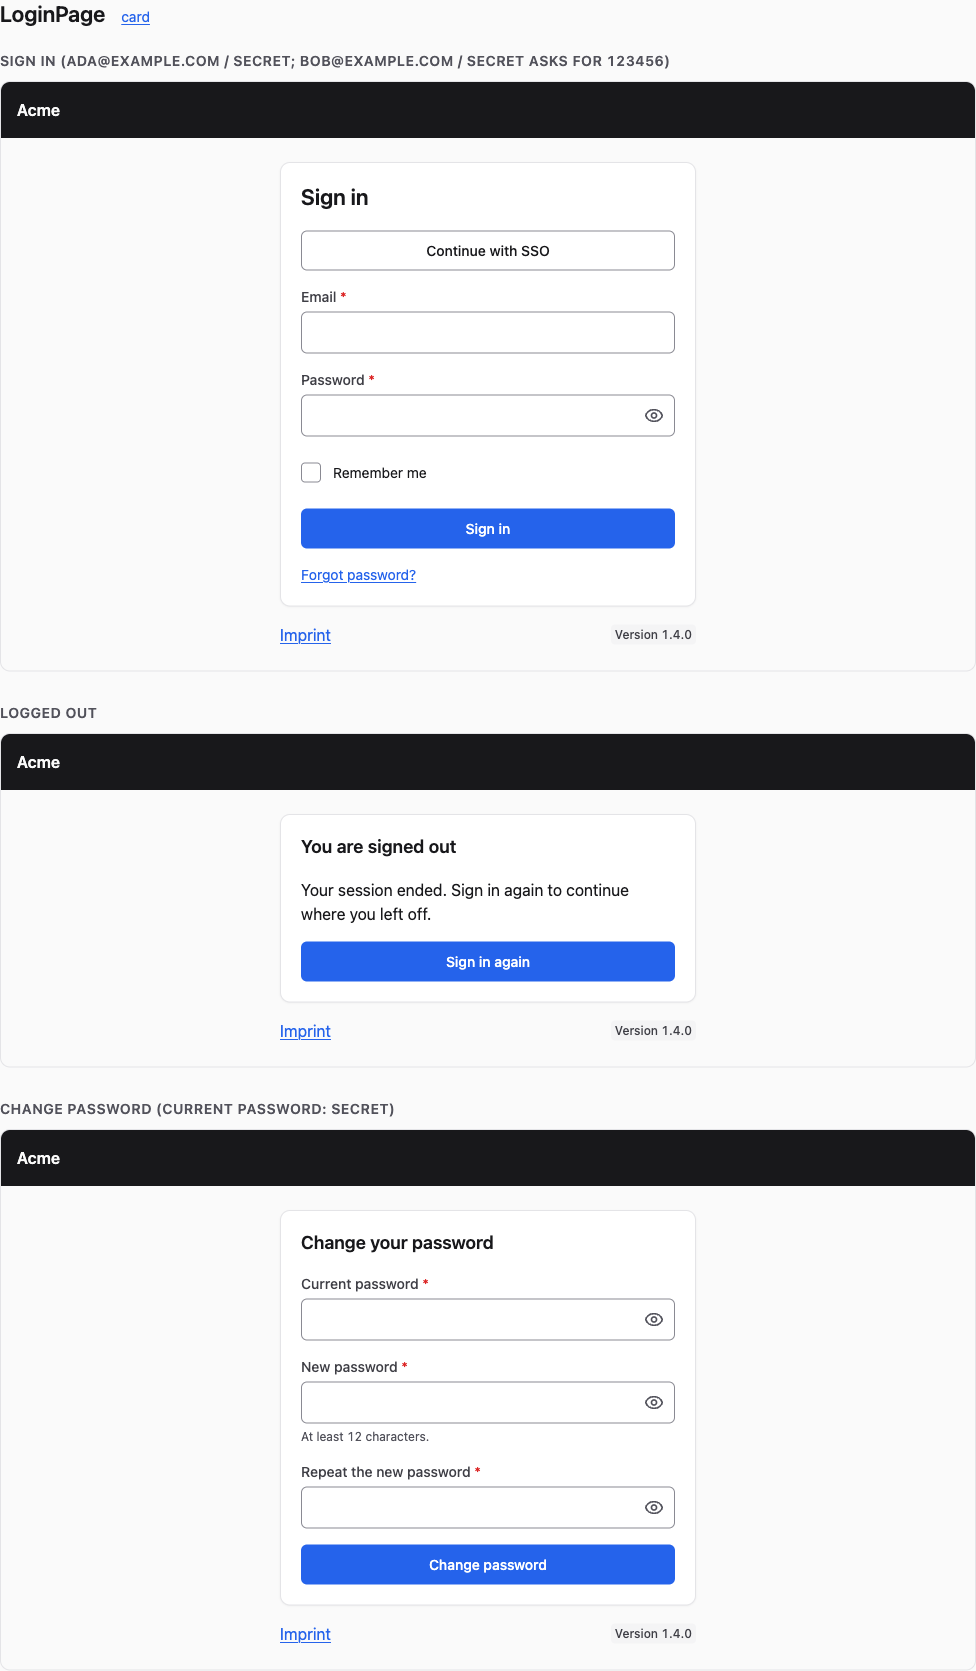 LoginPage card
SIGN IN (ADA@EXAMPLE.COM / SECRET; BOB@EXAMPLE.COM / SECRET ASKS FOR 123456)
Acme
Sign in
Continue with SSO
Email *
Password *
Remember me
Sign in
Forgot password?
Imprint Version 1.4.0
LOGGED OUT
Acme
You are signed out
Your session ended. Sign in again to continue
where you left off.
Sign in again
Imprint Version 1.4.0
CHANGE PASSWORD (CURRENT PASSWORD: SECRET)
Acme
Change your password
Current password *
New password *
At least 12 characters.
Repeat the new password *
Change password
Imprint Version 1.4.0